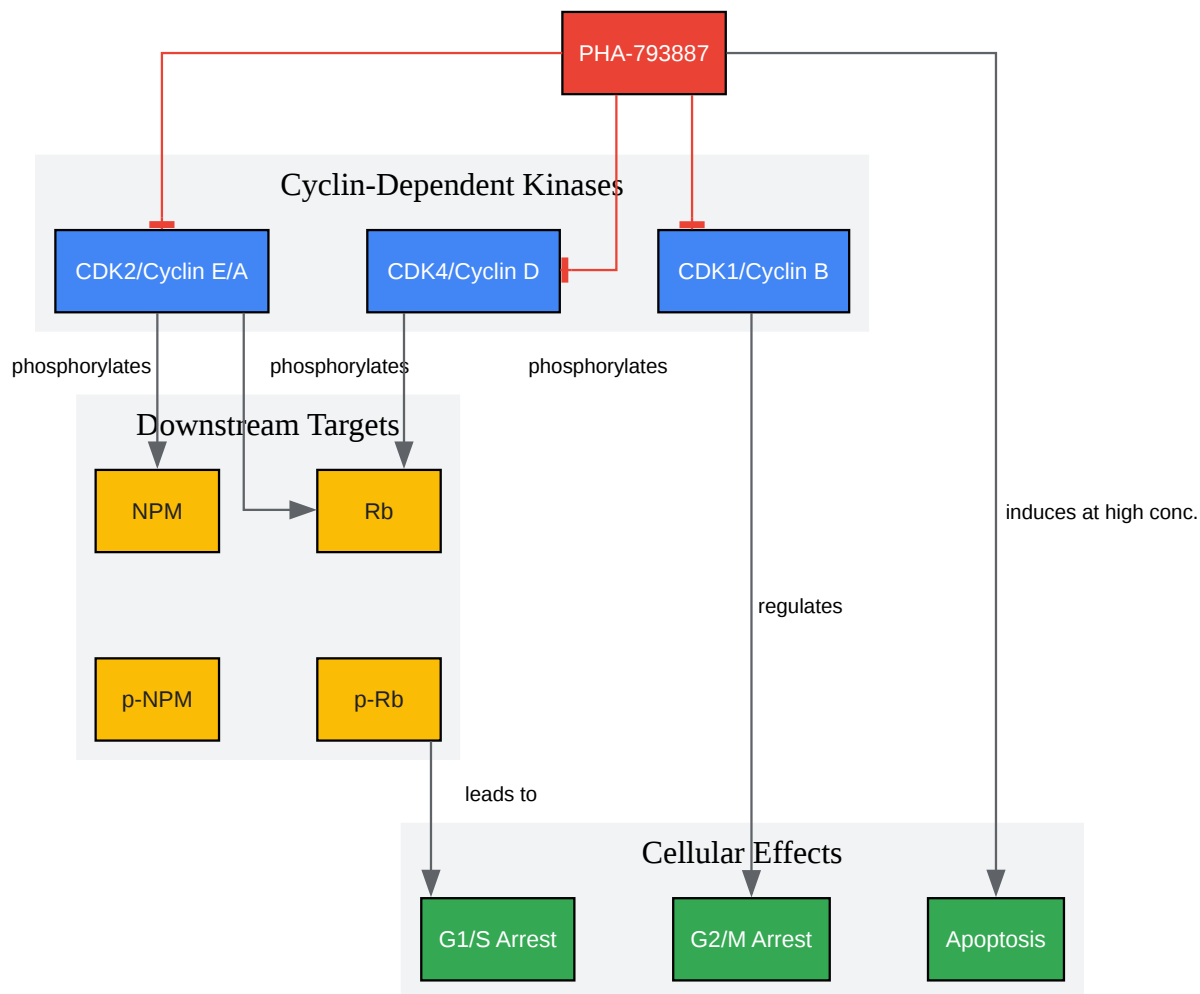 PHA-793887
Cyclin-Dependent Kinases
CDK2/Cyclin E/A
CDK4/Cyclin D
CDK1/Cyclin B
phosphorylates
phosphorylates
phosphorylates
Downstream Targets
NPM
Rb
induces at high conc.
regulates
p-NPM
p-Rb
leads to
Cellular Effects
G1/S Arrest
G2/M Arrest
Apoptosis